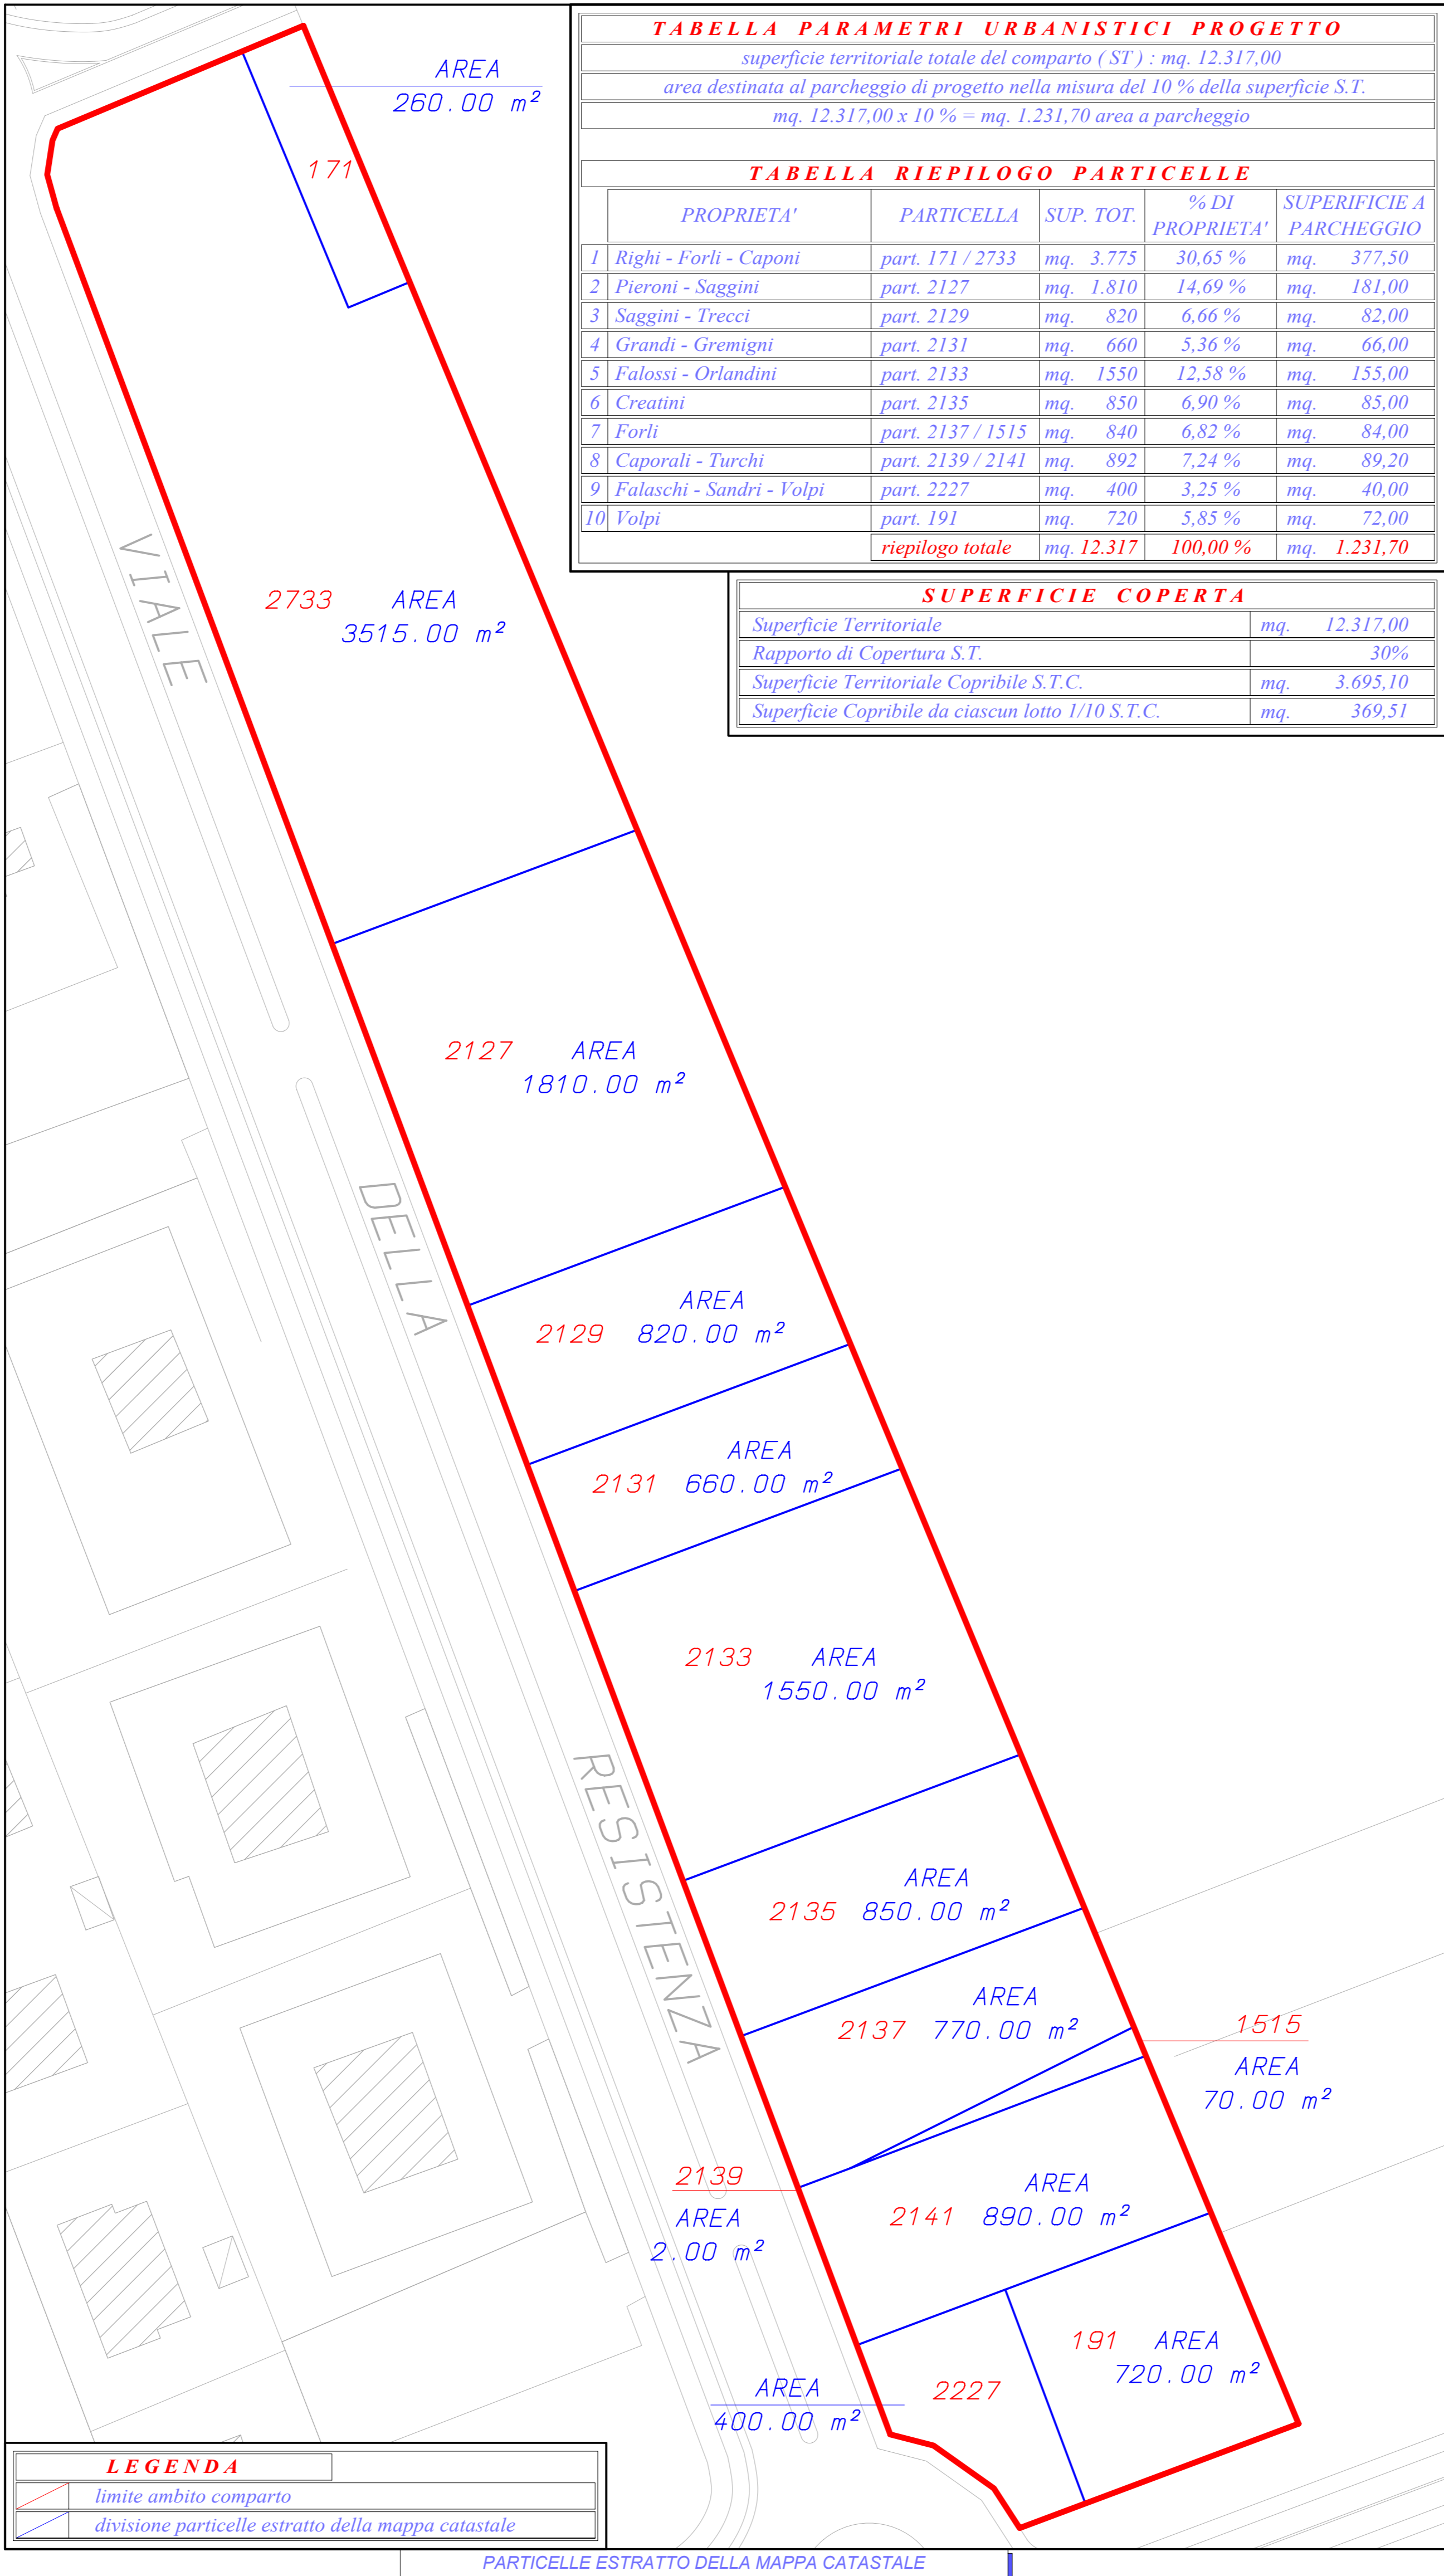 TABELLA PARAMETRI URBANISTICI PROGETTO
superficie territoriale totale del comparto ( ST ) : mq. 12.317,00
area destinata al parcheggio di progetto nella misura del 10 % della superficie S.T.
mq. 12.317,00 x 10 % = mq. 1.231,70 area a parcheggio
TABELLA RIEPILOGO PARTICELLE
PROPRIETA' PARTICELLA SUP. TOT. % DI PROPRIETA' SUPERIFICIE A PARCHEGGIO
1 Righi - Forli - Caponi part. 171 / 2733 mq. 3.775 30,65 % mq. 377,50
2 Pieroni - Saggini part. 2127 mq. 1.810 14,69 % mq. 181,00
3 Saggini - Trecci part. 2129 mq. 820 6,66 % mq. 82,00
4 Grandi - Gremigni part. 2131 mq. 660 5,36 % mq. 66,00
5 Falossi - Orlandini part. 2133 mq. 1550 12,58 % mq. 155,00
6 Creatini part. 2135 mq. 850 6,90 % mq. 85,00
7 Forli part. 2137 / 1515 mq. 840 6,82 % mq. 84,00
8 Caporali - Turchi part. 2139 / 2141 mq. 892 7,24 % mq. 89,20
9 Falaschi - Sandri - Volpi part. 2227 mq. 400 3,25 % mq. 40,00
10 Volpi part. 191 mq. 720 5,85 % mq. 72,00
riepilogo totale mq. 12.317 100,00 % mq. 1.231,70
SUPERFICIE COPERTA
Superficie Territoriale mq. 12.317,00
Rapporto di Copertura S.T. 30%
Superficie Territoriale Copribile S.T.C. mq. 3.695,10
Superficie Copribile da ciascun lotto 1/10 S.T.C. mq. 369,51
AREA
260.00 m²
171
VIALE
2733 AREA
3515.00 m²
2127 AREA
1810.00 m²
DELLA
AREA
2129 820.00 m²
AREA
2131 660.00 m²
2133 AREA
1550.00 m²
RESISTENZA
AREA
2135 850.00 m²
AREA
2137 770.00 m²
1515
AREA
70.00 m²
2139
AREA
2.00 m²
AREA
2141 890.00 m²
191 AREA
720.00 m²
2227
AREA
400.00 m²
LEGENDA
limite ambito comparto
divisione particelle estratto della mappa catastale
PARTICELLE ESTRATTO DELLA MAPPA CATASTALE